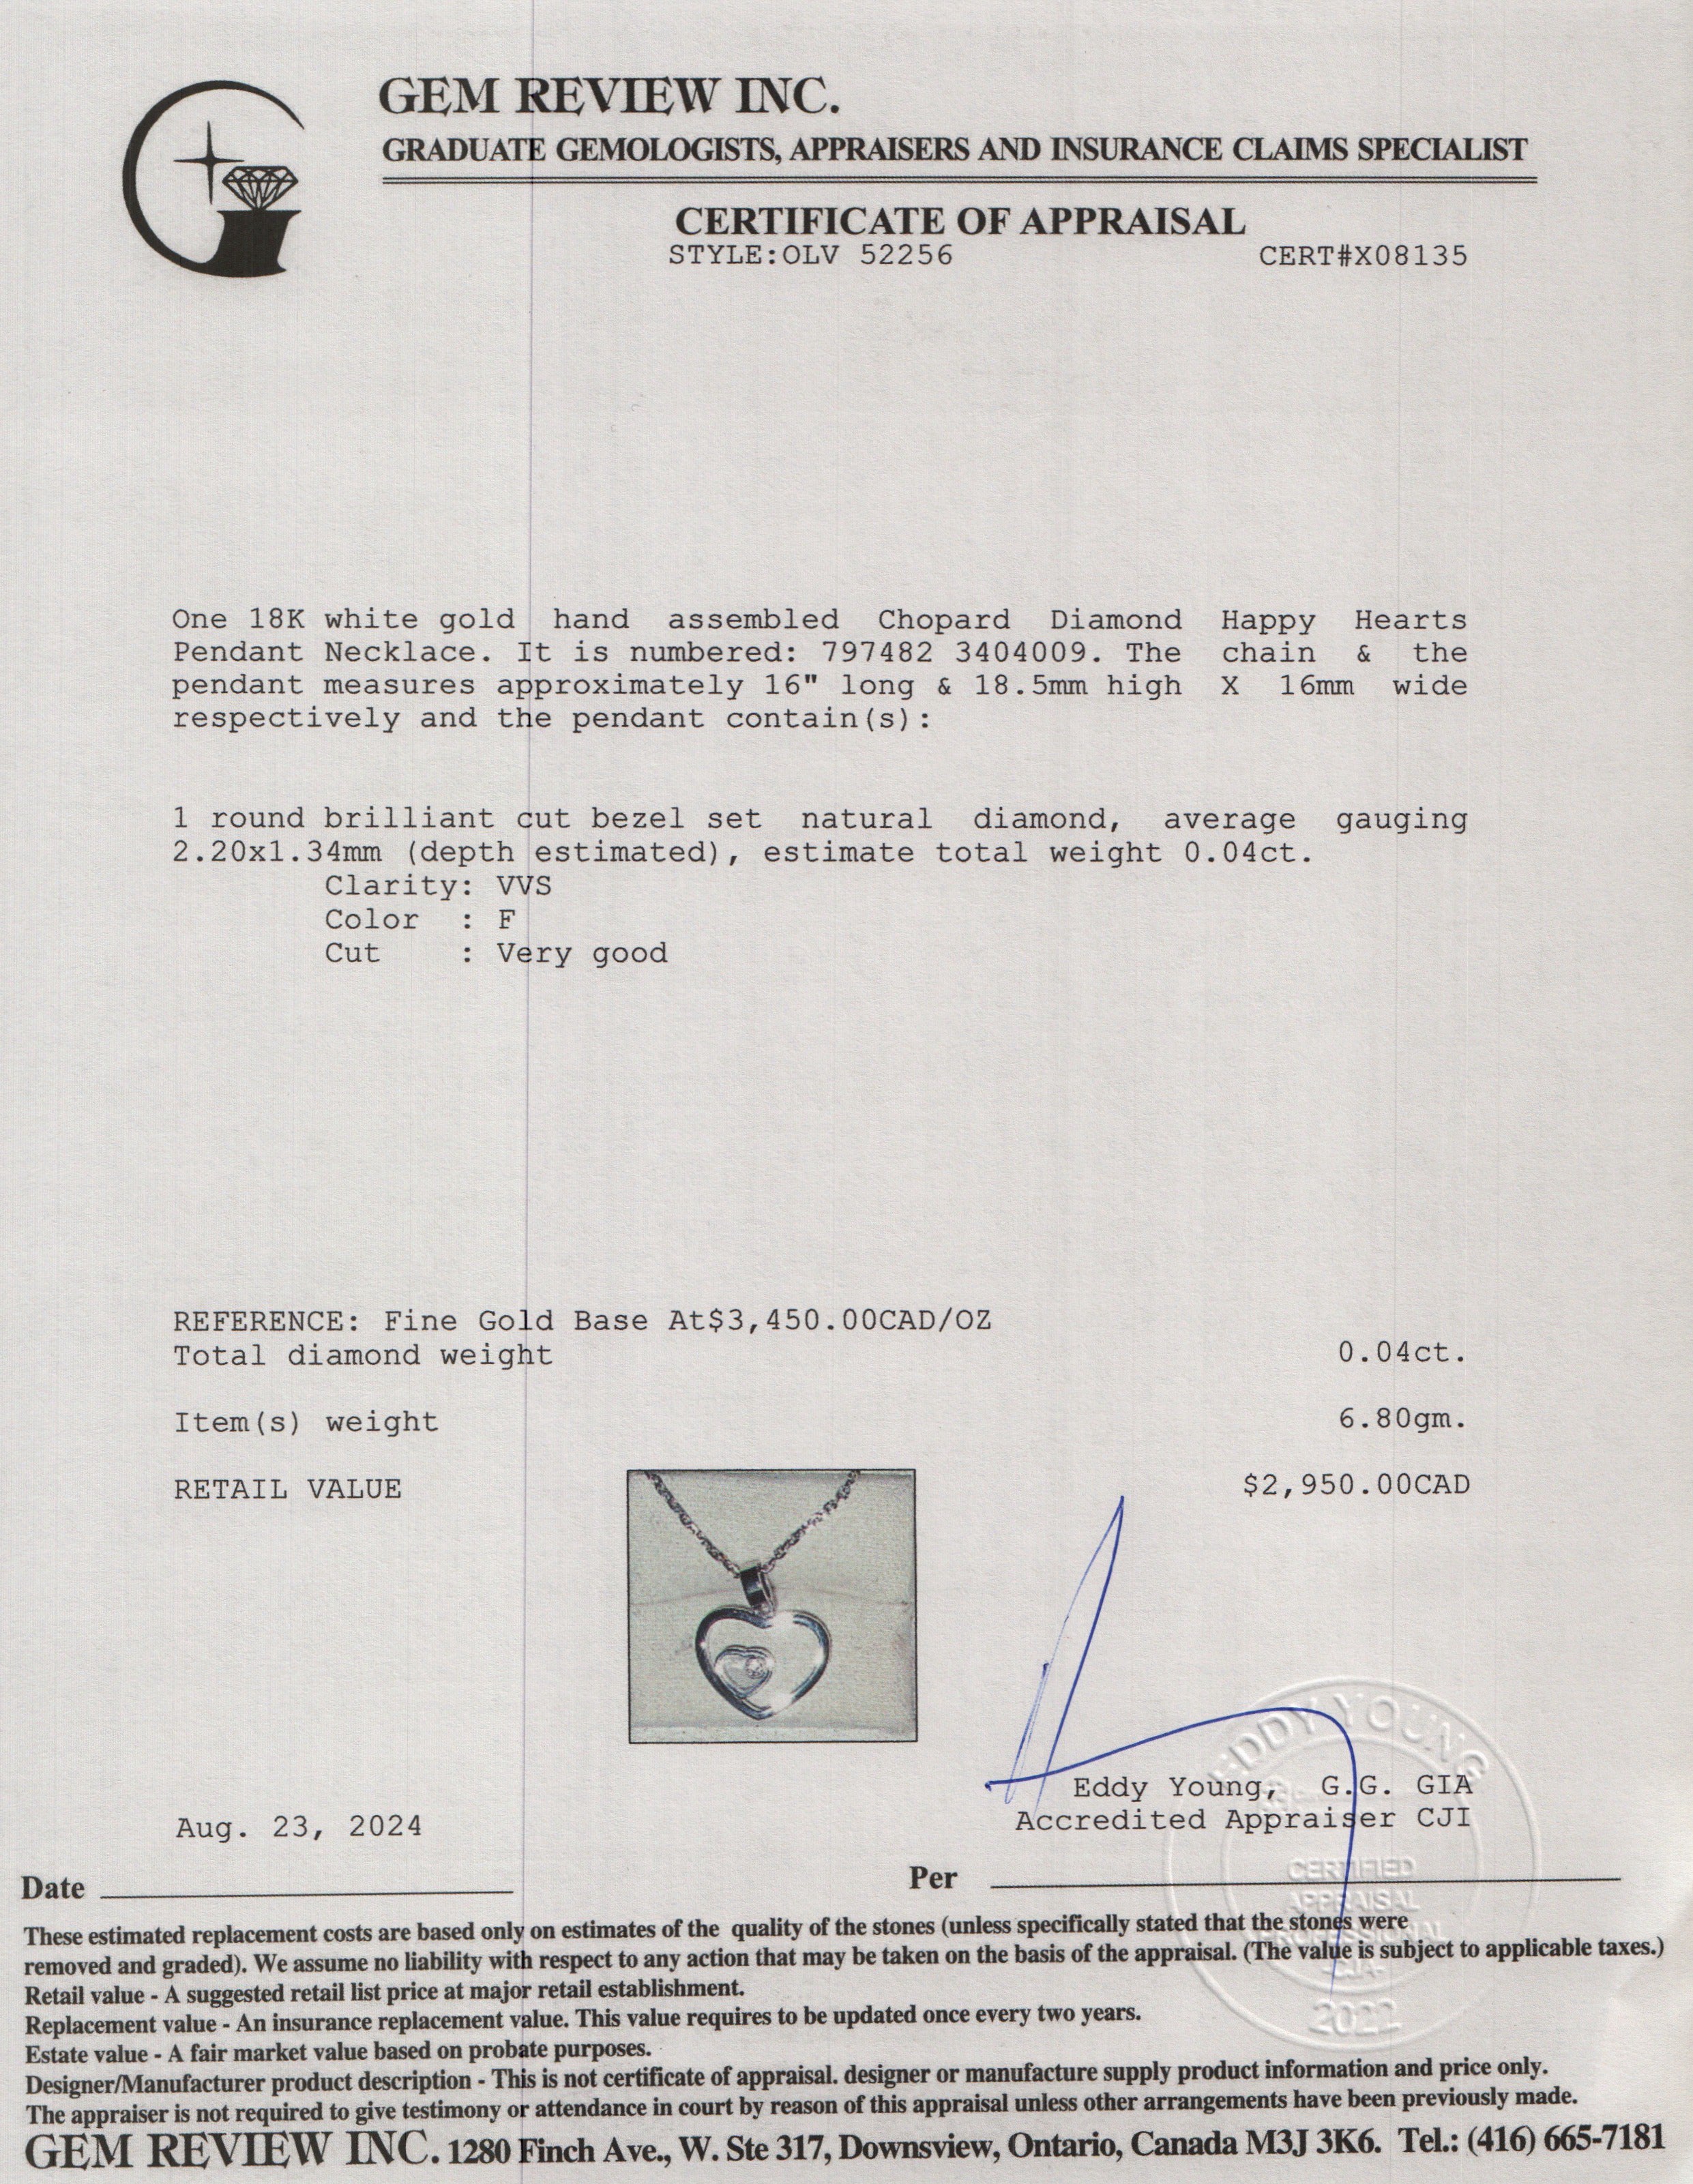 GEM REVIEW INC.
GRADUATE GEMOLOGISTS, APPRAISERS AND INSURANCE CLAIMS SPECIALIST
CERTIFICATE OF APPRAISAL
STYLE:OLV 52256 CERT#X08135
One 18K white gold hand assembled Chopard Diamond Happy Hearts
Pendant Necklace. It is numbered: 797482 3404009. The chain & the
pendant measures approximately 16" long & 18.5mm high X 16mm wide
respectively and the pendant contain(s):
1 round brilliant cut bezel set natural diamond, average gauging
2.20x1.34mm (depth estimated), estimate total weight 0.04ct.
Clarity: VVS
Color : F
Cut : Very good
REFERENCE: Fine Gold Base At$3,450.00CAD/OZ
Total diamond weight 0.04ct.
Item(s) weight 6.80gm.
RETAIL VALUE $2,950.00CAD
EDDY YOUNG
Eddy Young, G.G. GIA
Accredited Appraiser CJI
Aug. 23, 2024
CERTIFIED
APPRAISAL
Date Per
These estimated replacement costs are based only on estimates of the quality of the stones (unless specifically stated that the stones were
removed and graded). We assume no liability with respect to any action that may be taken on the basis of the appraisal. (The value is subject to applicable taxes.)
Retail value - A suggested retail list price at major retail establishment.
2022
Replacement value - An insurance replacement value. This value requires to be updated once every two years.
Estate value - A fair market value based on probate purposes.
Designer/Manufacturer product description - This is not certificate of appraisal. designer or manufacture supply product information and price only.
The appraiser is not required to give testimony or attendance in court by reason of this appraisal unless other arrangements have been previously made.
GEM REVIEW INC. 1280 Finch Ave., W. Ste 317, Downsview, Ontario, Canada M3J 3K6. Tel.: (416) 665-7181